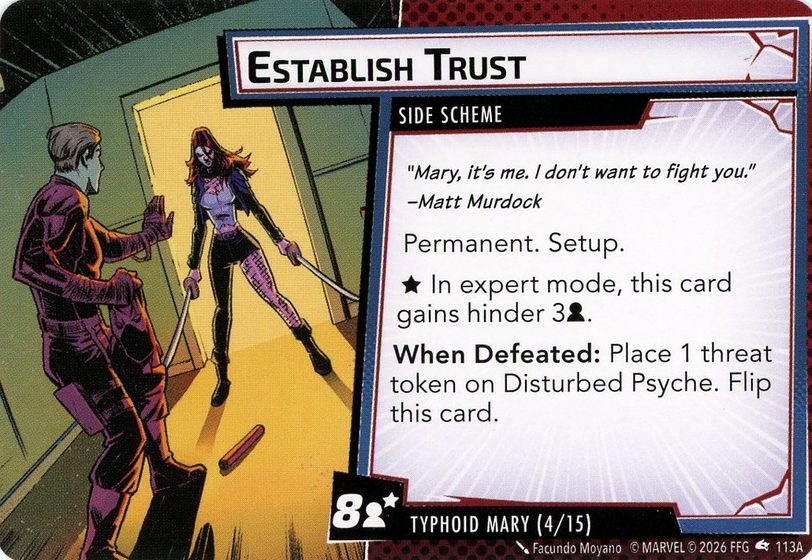 ESTABLISH TRUST
SIDE SCHEME
"Mary, it's me. I don't want to fight you."
–Matt Murdock
Permanent. Setup.
★ In expert mode, this card
gains hinder 3👤.
When Defeated: Place 1 threat
token on Disturbed Psyche. Flip
this card.
8👤★
TYPHOID MARY (4/15)
Facundo Moyano © MARVEL © 2026 FFG 113A